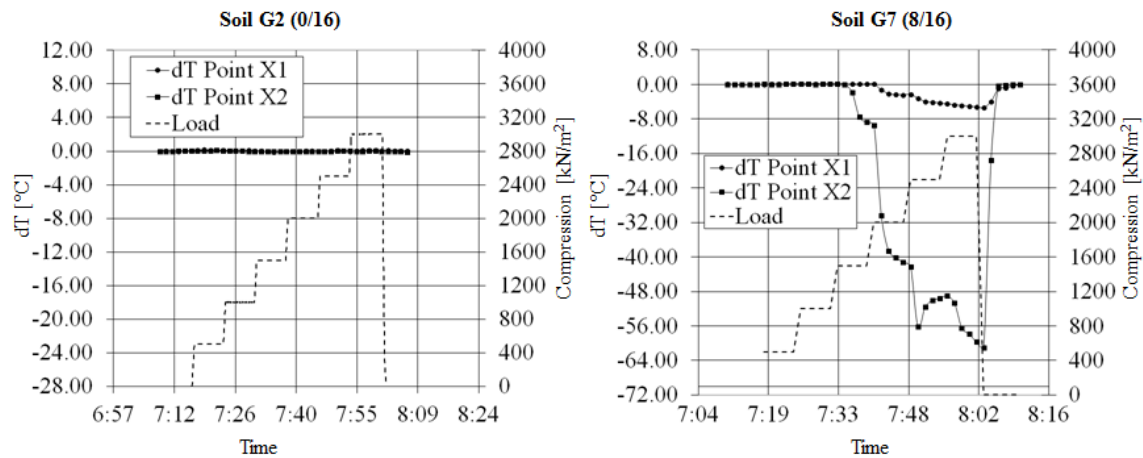 Soil G2 (0/16)
12.00
8.00
4.00
0.00
-4.00
-8.00
-12.00
-16.00
-20.00
-24.00
-28.00
dT [°C]
dT Point X1
dT Point X2
Load
4000
3600
3200
2800
2400
2000
1600
1200
800
400
0
Compression [kN/m²]
6:57 7:12 7:26 7:40 7:55 8:09 8:24
Time
Soil G7 (8/16)
8.00
0.00
-8.00
-16.00
-24.00
-32.00
-40.00
-48.00
-56.00
-64.00
-72.00
dT [°C]
dT Point X1
dT Point X2
Load
4000
3600
3200
2800
2400
2000
1600
1200
800
400
0
Compression [kN/m²]
7:04 7:19 7:33 7:48 8:02 8:16
Time